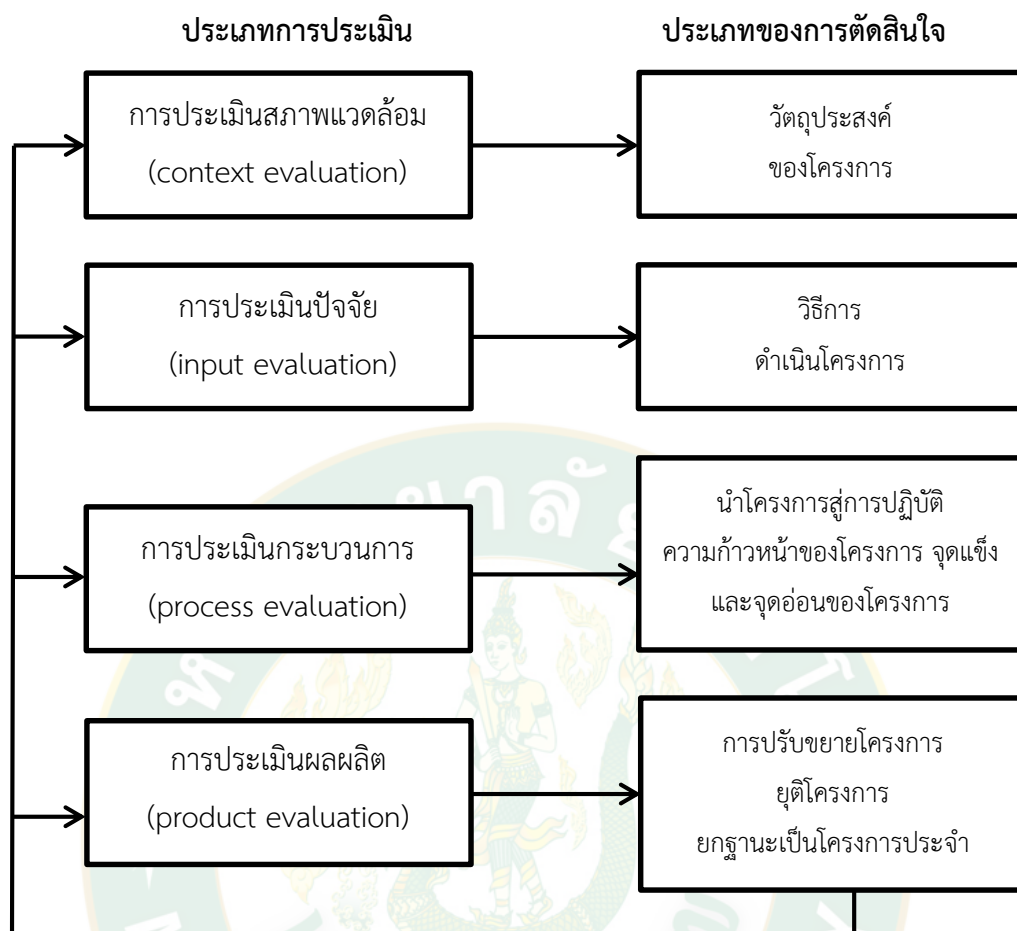 ประเภทการประเมิน
ประเภทของการตัดสินใจ
การประเมินสภาพแวดล้อม
(context evaluation)
วัตถุประสงค์
ของโครงการ
การประเมินปัจจัย
(input evaluation)
วิธีการ
ดำเนินโครงการ
การประเมินกระบวนการ
(process evaluation)
นำโครงการสู่การปฏิบัติ
ความก้าวหน้าของโครงการ จุดแข็ง
และจุดอ่อนของโครงการ
การประเมินผลผลิต
(product evaluation)
การปรับขยายโครงการ
ยุติโครงการ
ยกฐานะเป็นโครงการประจำ